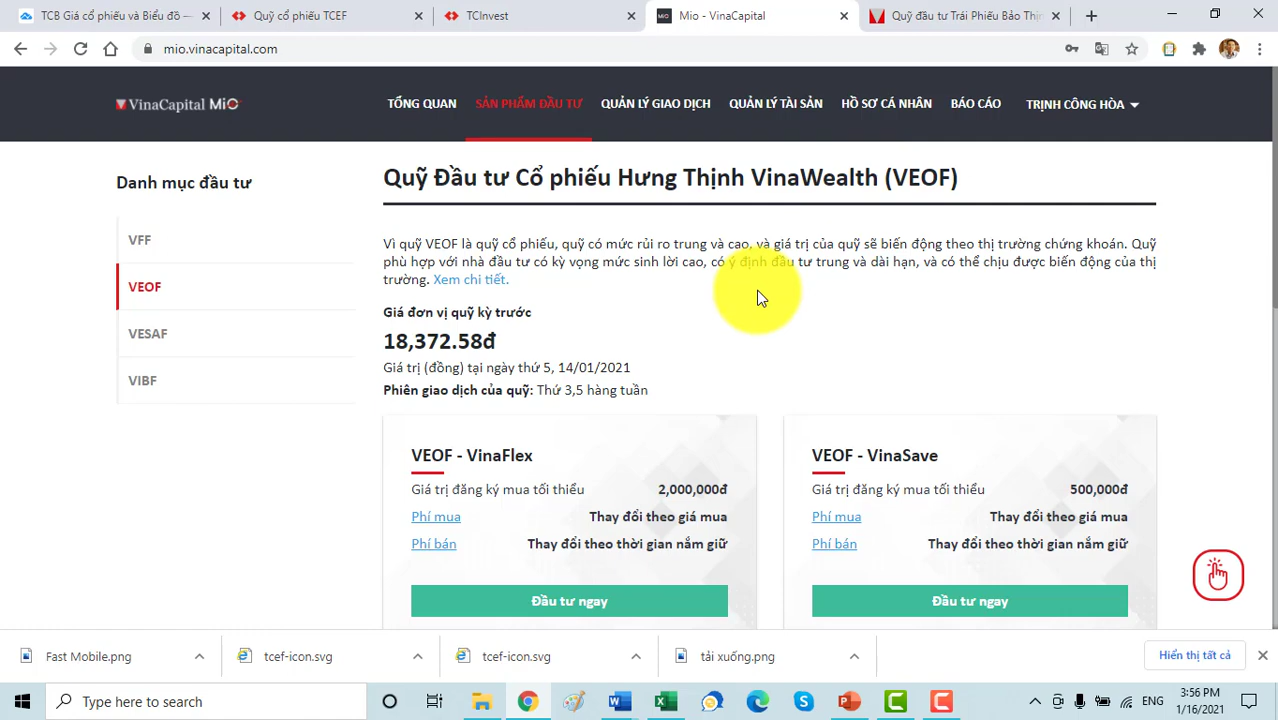 TCB Giá cổ phiếu và Biểu đồ —
Quỹ cổ phiếu TCEF
TCInvest
Mio - VinaCapital
Quỹ đầu tư Trái Phiếu Bảo Thịn
mio.vinacapital.com
VinaCapital MiO
TỔNG QUAN
SẢN PHẨM ĐẦU TƯ
QUẢN LÝ GIAO DỊCH
QUẢN LÝ TÀI SẢN
HỒ SƠ CÁ NHÂN
BÁO CÁO
TRỊNH CÔNG HÒA
Danh mục đầu tư
VFF
VEOF
VESAF
VIBF
Quỹ Đầu tư Cổ phiếu Hưng Thịnh VinaWealth (VEOF)
Vì quỹ VEOF là quỹ cổ phiếu, quỹ có mức rủi ro trung và cao, và giá trị của quỹ sẽ biến động theo thị trường chứng khoán. Quỹ
phù hợp với nhà đầu tư có kỳ vọng mức sinh lời cao, có ý định đầu tư trung và dài hạn, và có thể chịu được biến động của thị
trường. Xem chi tiết.
Giá đơn vị quỹ kỳ trước
18,372.58đ
Giá trị (đồng) tại ngày thứ 5, 14/01/2021
Phiên giao dịch của quỹ: Thứ 3,5 hàng tuần
VEOF - VinaFlex
Giá trị đăng ký mua tối thiểu 2,000,000đ
Phí mua Thay đổi theo giá mua
Phí bán Thay đổi theo thời gian nắm giữ
Đầu tư ngay
VEOF - VinaSave
Giá trị đăng ký mua tối thiểu 500,000đ
Phí mua Thay đổi theo giá mua
Phí bán Thay đổi theo thời gian nắm giữ
Đầu tư ngay
Fast Mobile.png
tcef-icon.svg
tcef-icon.svg
tải xuống.png
Hiển thị tất cả
Type here to search
ENG
3:56 PM
1/16/2021